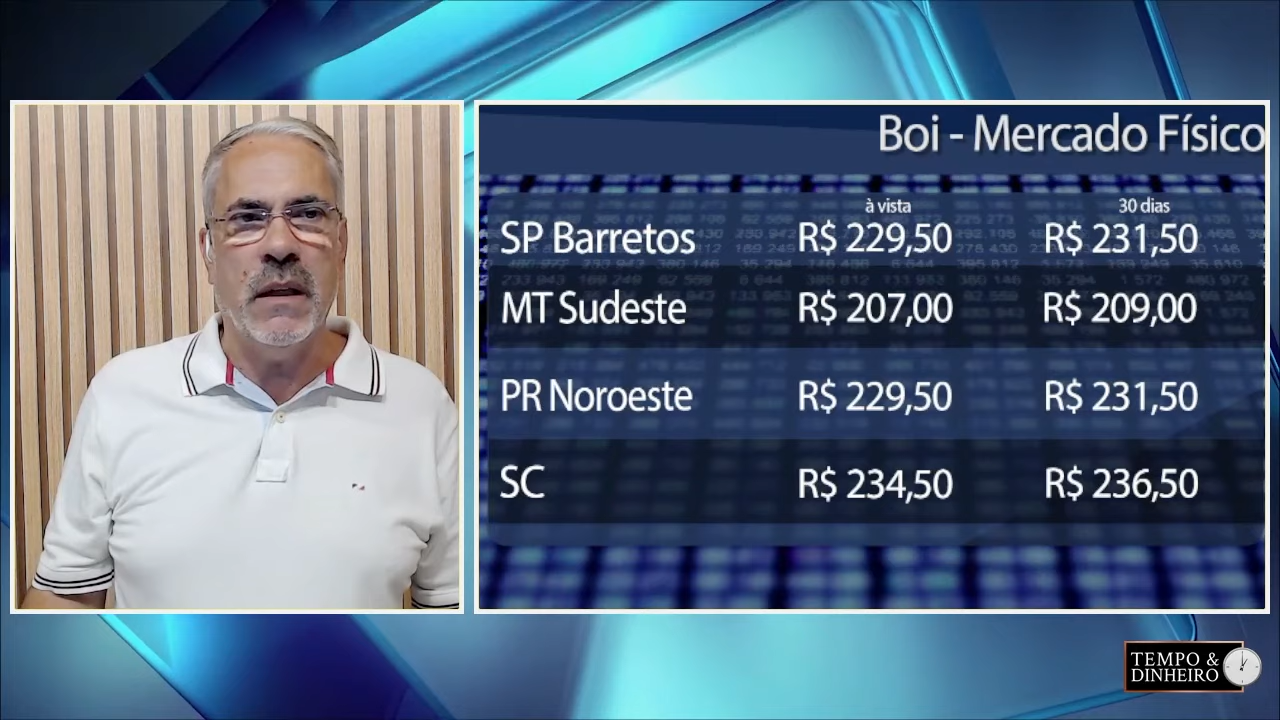 Boi - Mercado Físico
à vista 30 dias
SP Barretos R$ 229,50 R$ 231,50
MT Sudeste R$ 207,00 R$ 209,00
PR Noroeste R$ 229,50 R$ 231,50
SC R$ 234,50 R$ 236,50
TEMPO &
DINHEIRO